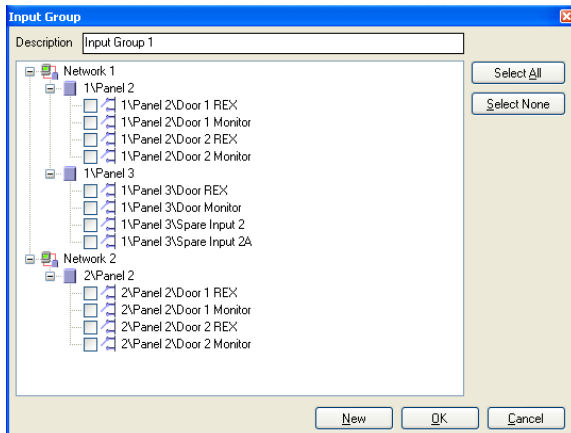 Input Group
Description Input Group 1
Network 1
1\Panel 2
1\Panel 2\Door 1 REX
1\Panel 2\Door 1 Monitor
1\Panel 2\Door 2 REX
1\Panel 2\Door 2 Monitor
1\Panel 3
1\Panel 3\Door REX
1\Panel 3\Door Monitor
1\Panel 3\Spare Input 2
1\Panel 3\Spare Input 2A
Network 2
2\Panel 2
2\Panel 2\Door 1 REX
2\Panel 2\Door 1 Monitor
2\Panel 2\Door 2 REX
2\Panel 2\Door 2 Monitor
Select All
Select None
New OK Cancel